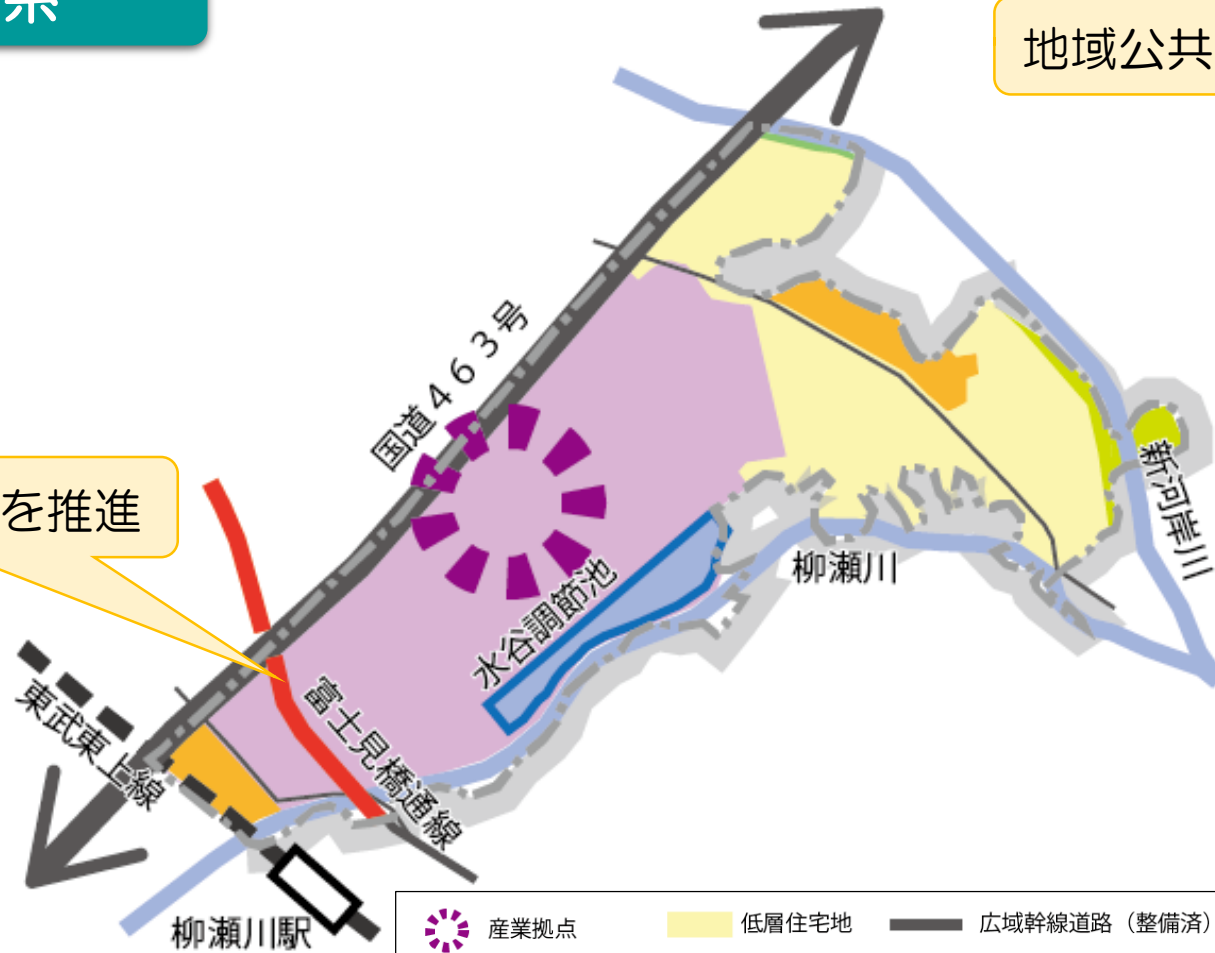 系
地域公共
国道４６３号
を推進
新河岸川
柳瀬川
水谷調節池
富士見橋通線
東武東上線
柳瀬川駅
産業拠点
低層住宅地
広域幹線道路（整備済）